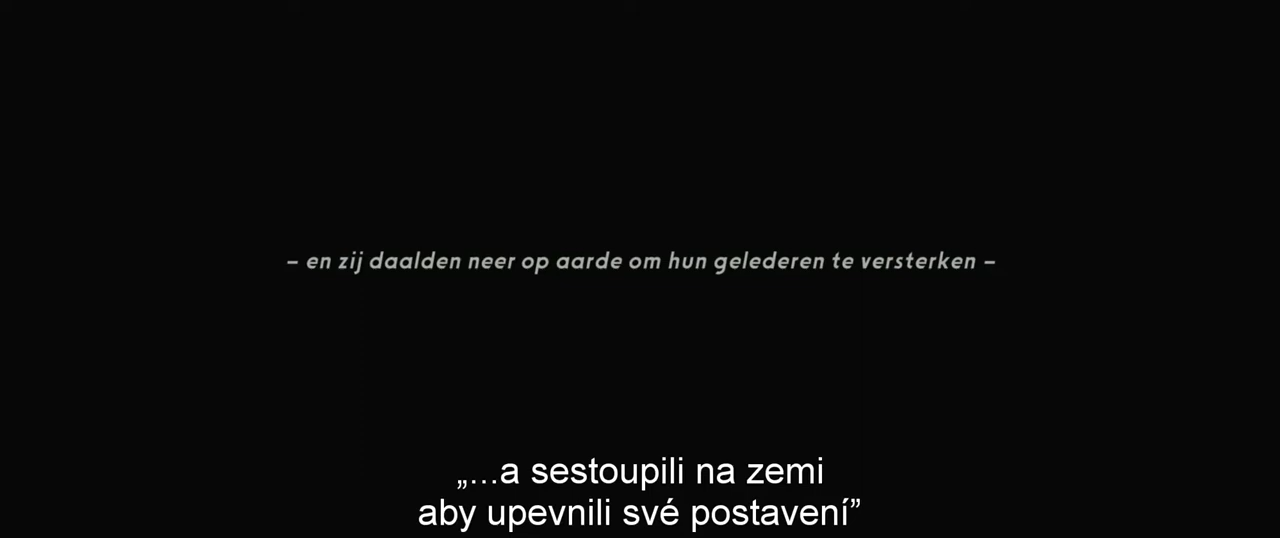 – en zij daalden neer op aarde om hun gelederen te versterken –
„...a sestoupili na zemi
aby upevnili své postavení”